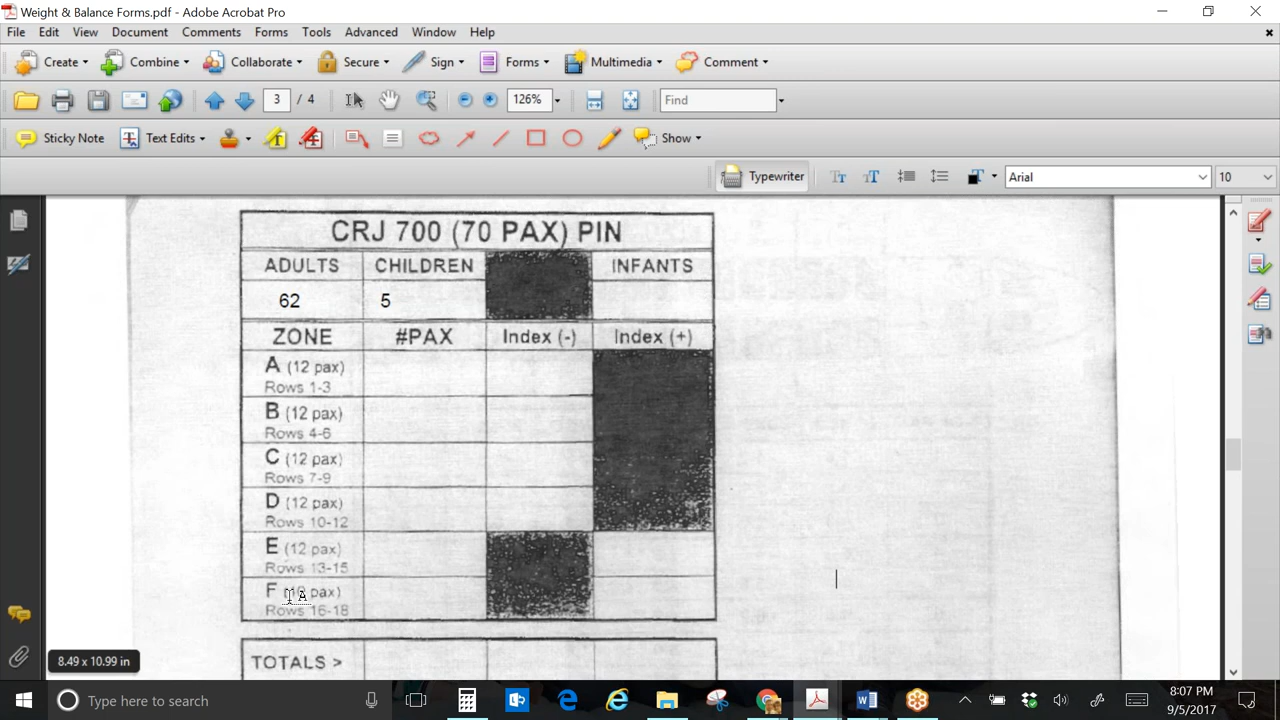 Weight & Balance Forms.pdf - Adobe Acrobat Pro
File Edit View Document Comments Forms Tools Advanced Window Help
Create Combine Collaborate Secure Sign Forms Multimedia Comment
3 / 4 126% Find
Sticky Note Text Edits Show
Typewriter Arial 10
CRJ 700 (70 PAX) PIN
ADULTS CHILDREN INFANTS
62 5
ZONE #PAX Index (-) Index (+)
A (12 pax)
Rows 1-3
B (12 pax)
Rows 4-6
C (12 pax)
Rows 7-9
D (12 pax)
Rows 10-12
E (12 pax)
Rows 13-15
F (10 pax)
Rows 16-18
TOTALS >
8.49 x 10.99 in
Type here to search
8:07 PM
9/5/2017